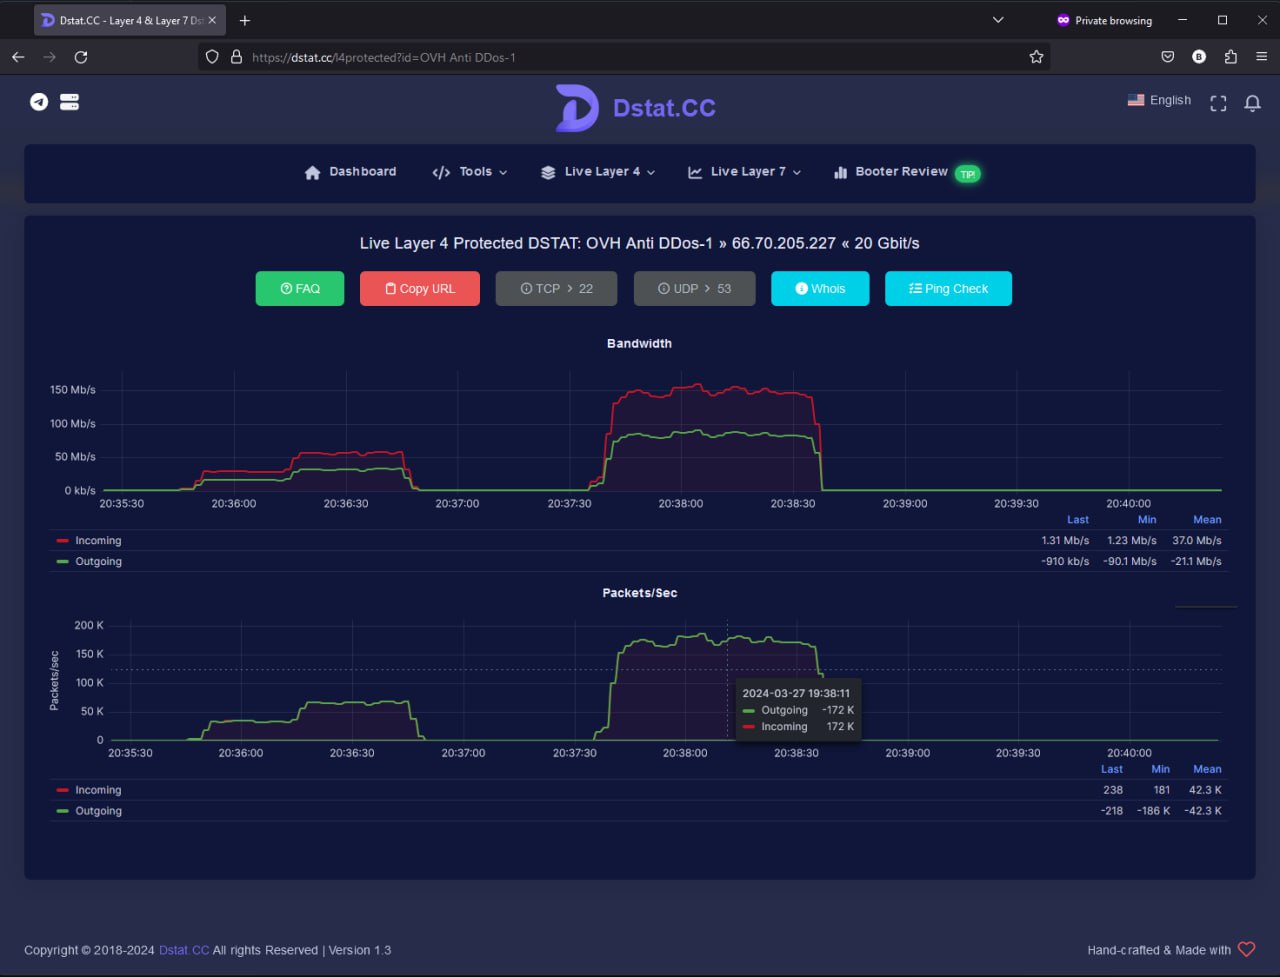 Dstat.CC - Layer 4 & Layer 7 Dst
Private browsing
https://dstat.cc/l4protected?id=OVH Anti DDos-1
B
Dstat.CC
English
Dashboard Tools Live Layer 4 Live Layer 7 Booter Review TIP!
Live Layer 4 Protected DSTAT: OVH Anti DDos-1 » 66.70.205.227 « 20 Gbit/s
FAQ Copy URL TCP > 22 UDP > 53 Whois Ping Check
Bandwidth
150 Mb/s
100 Mb/s
50 Mb/s
0 kb/s
20:35:30 20:36:00 20:36:30 20:37:00 20:37:30 20:38:00 20:38:30 20:39:00 20:39:30 20:40:00
Last Min Mean
Incoming 1.31 Mb/s 1.23 Mb/s 37.0 Mb/s
Outgoing -910 kb/s -90.1 Mb/s -21.1 Mb/s
Packets/Sec
Packets/sec
200 K
150 K
100 K
50 K
0
2024-03-27 19:38:11
Outgoing -172 K
Incoming 172 K
20:35:30 20:36:00 20:36:30 20:37:00 20:37:30 20:38:00 20:38:30 20:39:00 20:39:30 20:40:00
Last Min Mean
Incoming 238 181 42.3 K
Outgoing -218 -186 K -42.3 K
Copyright © 2018-2024 Dstat.CC All rights Reserved | Version 1.3
Hand-crafted & Made with